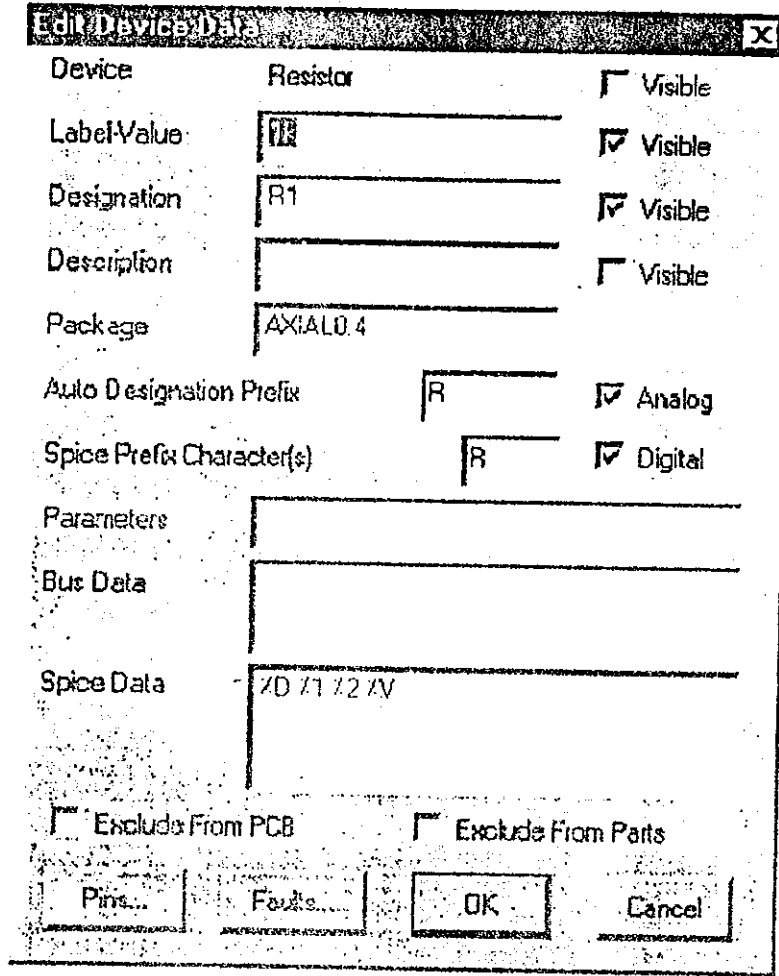 Edit Device Data
Device Resistor Visible
Label-Value Visible
Designation R1 Visible
Description Visible
Package AXIAL0.4
Auto Designation Prefix R Analog
Spice Prefix Character(s) R Digital
Parameters
Bus Data
Spice Data %D %1 %2 %V
Exclude From PCB Exclude From Parts
Pins... Faults... OK Cancel